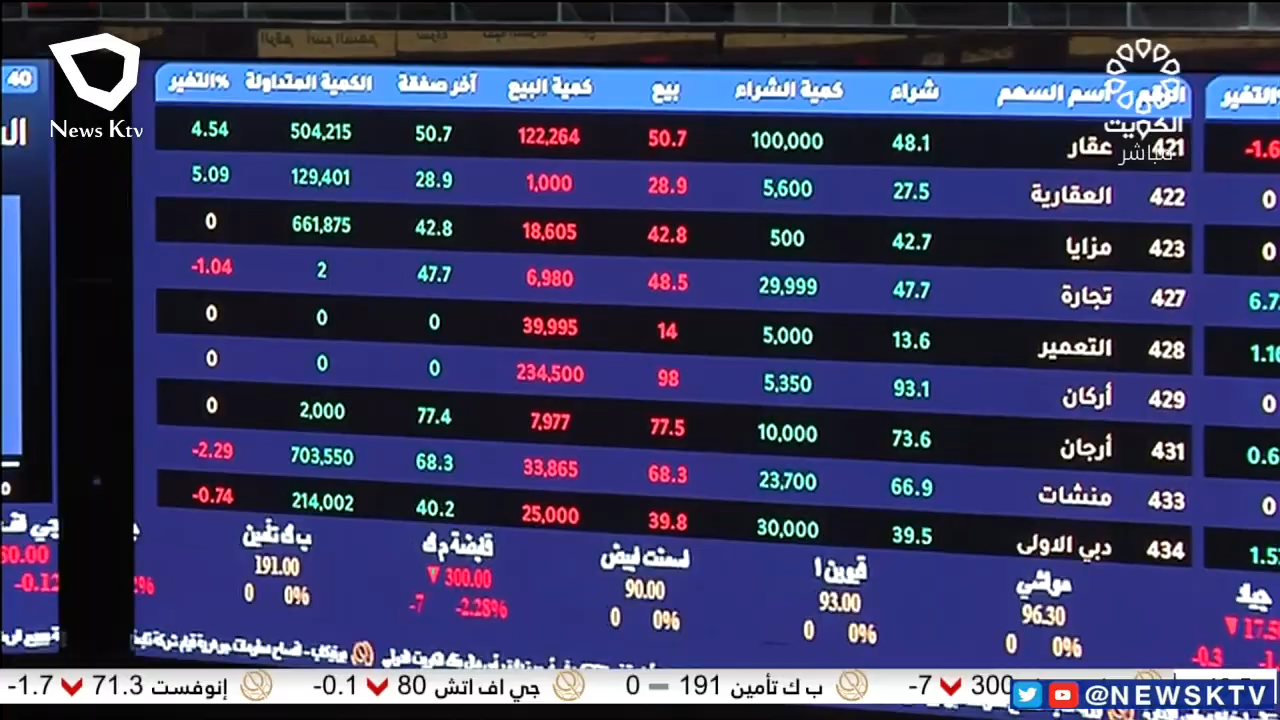 News Ktv
الكويت
مباشر
اسم السهم شراء كمية الشراء بيع كمية البيع آخر صفقة الكمية المتداولة التغير%
421 عقار 48.1 100,000 50.7 122,264 50.7 504,215 4.54
422 العقارية 27.5 5,600 28.9 1,000 28.9 129,401 5.09
423 مزايا 42.7 500 42.8 18,605 42.8 661,875 0
427 تجارة 47.7 29,999 48.5 6,980 47.7 2 -1.04
428 التعمير 13.6 5,000 14 39,995 0 0 0
429 أركان 93.1 5,350 98 234,500 0 0 0
431 أرجان 73.6 10,000 77.5 7,977 77.4 2,000 0
433 منشات 66.9 23,700 68.3 33,865 68.3 703,550 -2.29
434 دبي الاولى 39.5 30,000 39.8 25,000 40.2 214,002 -0.74
مواشي قيوين ا اسمنت ابيض قابضة م ك ب ك تأمين
96.30 93.00 90.00 ▼300.00 191.00
0 0% 0 0% 0 0% -7 -2.28% 0 0%
300 -7 ب ك تأمين 191 0 جي اف اتش 80 -0.1 إنوفست 71.3 -1.7
@NEWSKTV